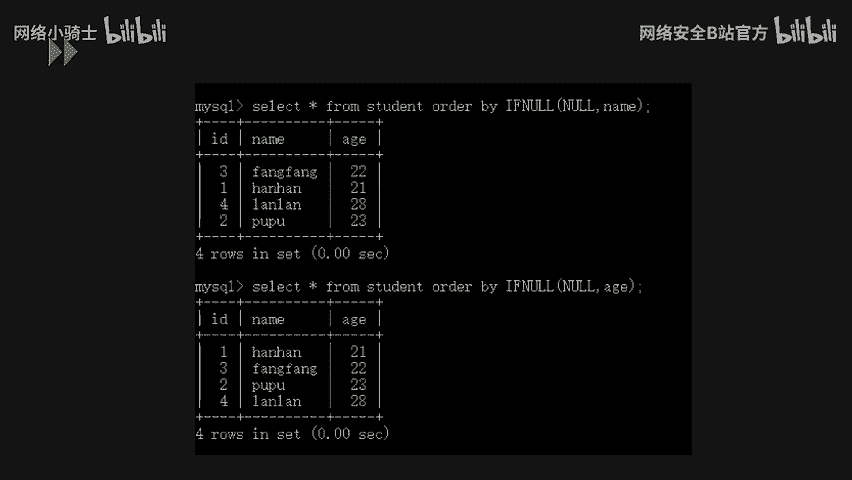 网络小骑士 bilibili
网络安全B站官方 bilibili
mysql> select * from student order by IFNULL(NULL,name);
+----+----------+-----+
| id | name     | age |
+----+----------+-----+
|  3 | fangfang |  22 |
|  1 | hanhan   |  21 |
|  4 | lanlan   |  28 |
|  2 | pupu     |  23 |
+----+----------+-----+
4 rows in set (0.00 sec)
mysql> select * from student order by IFNULL(NULL,age);
+----+----------+-----+
| id | name     | age |
+----+----------+-----+
|  1 | hanhan   |  21 |
|  3 | fangfang |  22 |
|  2 | pupu     |  23 |
|  4 | lanlan   |  28 |
+----+----------+-----+
4 rows in set (0.00 sec)